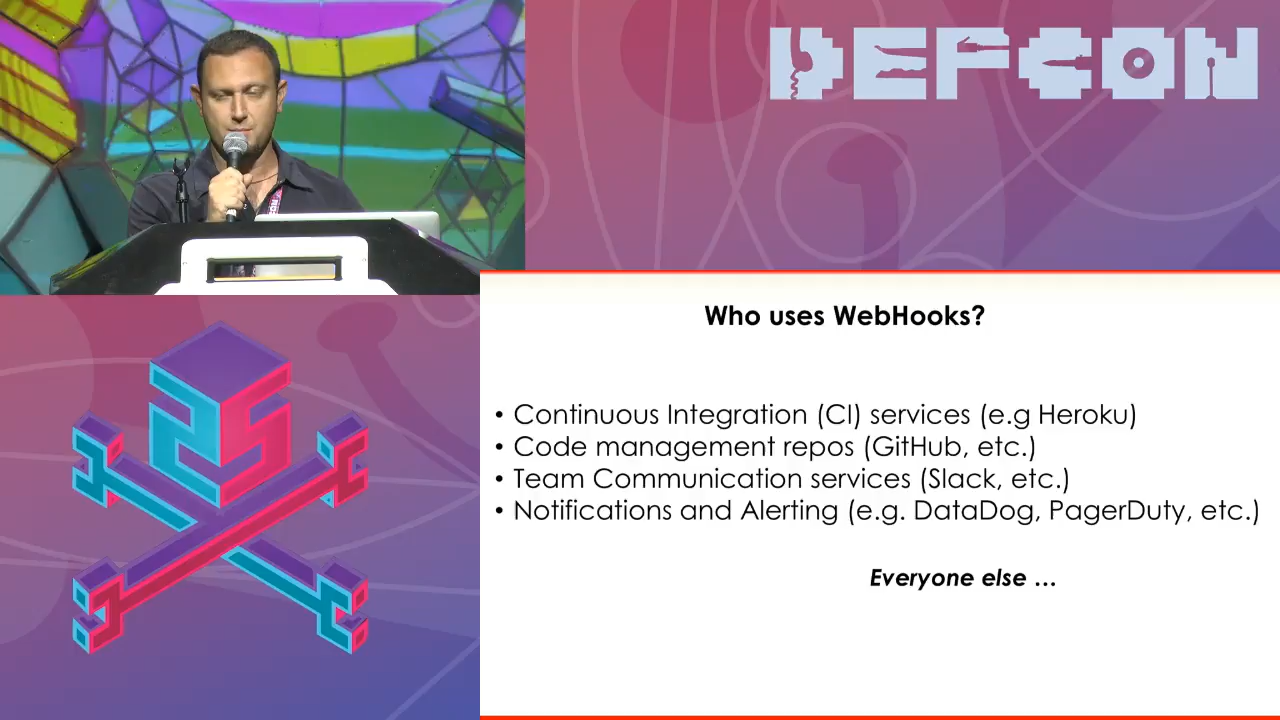 DEFCON
Who uses WebHooks?
• Continuous Integration (CI) services (e.g Heroku)
• Code management repos (GitHub, etc.)
• Team Communication services (Slack, etc.)
• Notifications and Alerting (e.g. DataDog, PagerDuty, etc.)
Everyone else …